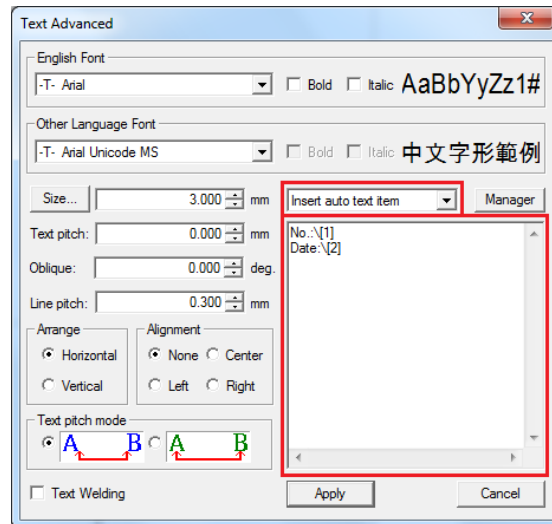 Text Advanced
English Font
-T- Arial
Bold
Italic
AaBbYyZz1#
Other Language Font
-T- Arial Unicode MS
Bold
Italic
中文字形範例
Size...
3.000
mm
Insert auto text item
Manager
Text pitch:
0.000
mm
Oblique:
0.000
deg.
Line pitch:
0.300
mm
No.:\[1]
Date:\[2]
Arrange
Horizontal
Vertical
Alignment
None
Center
Left
Right
Text pitch mode
A B
A B
Text Welding
Apply
Cancel